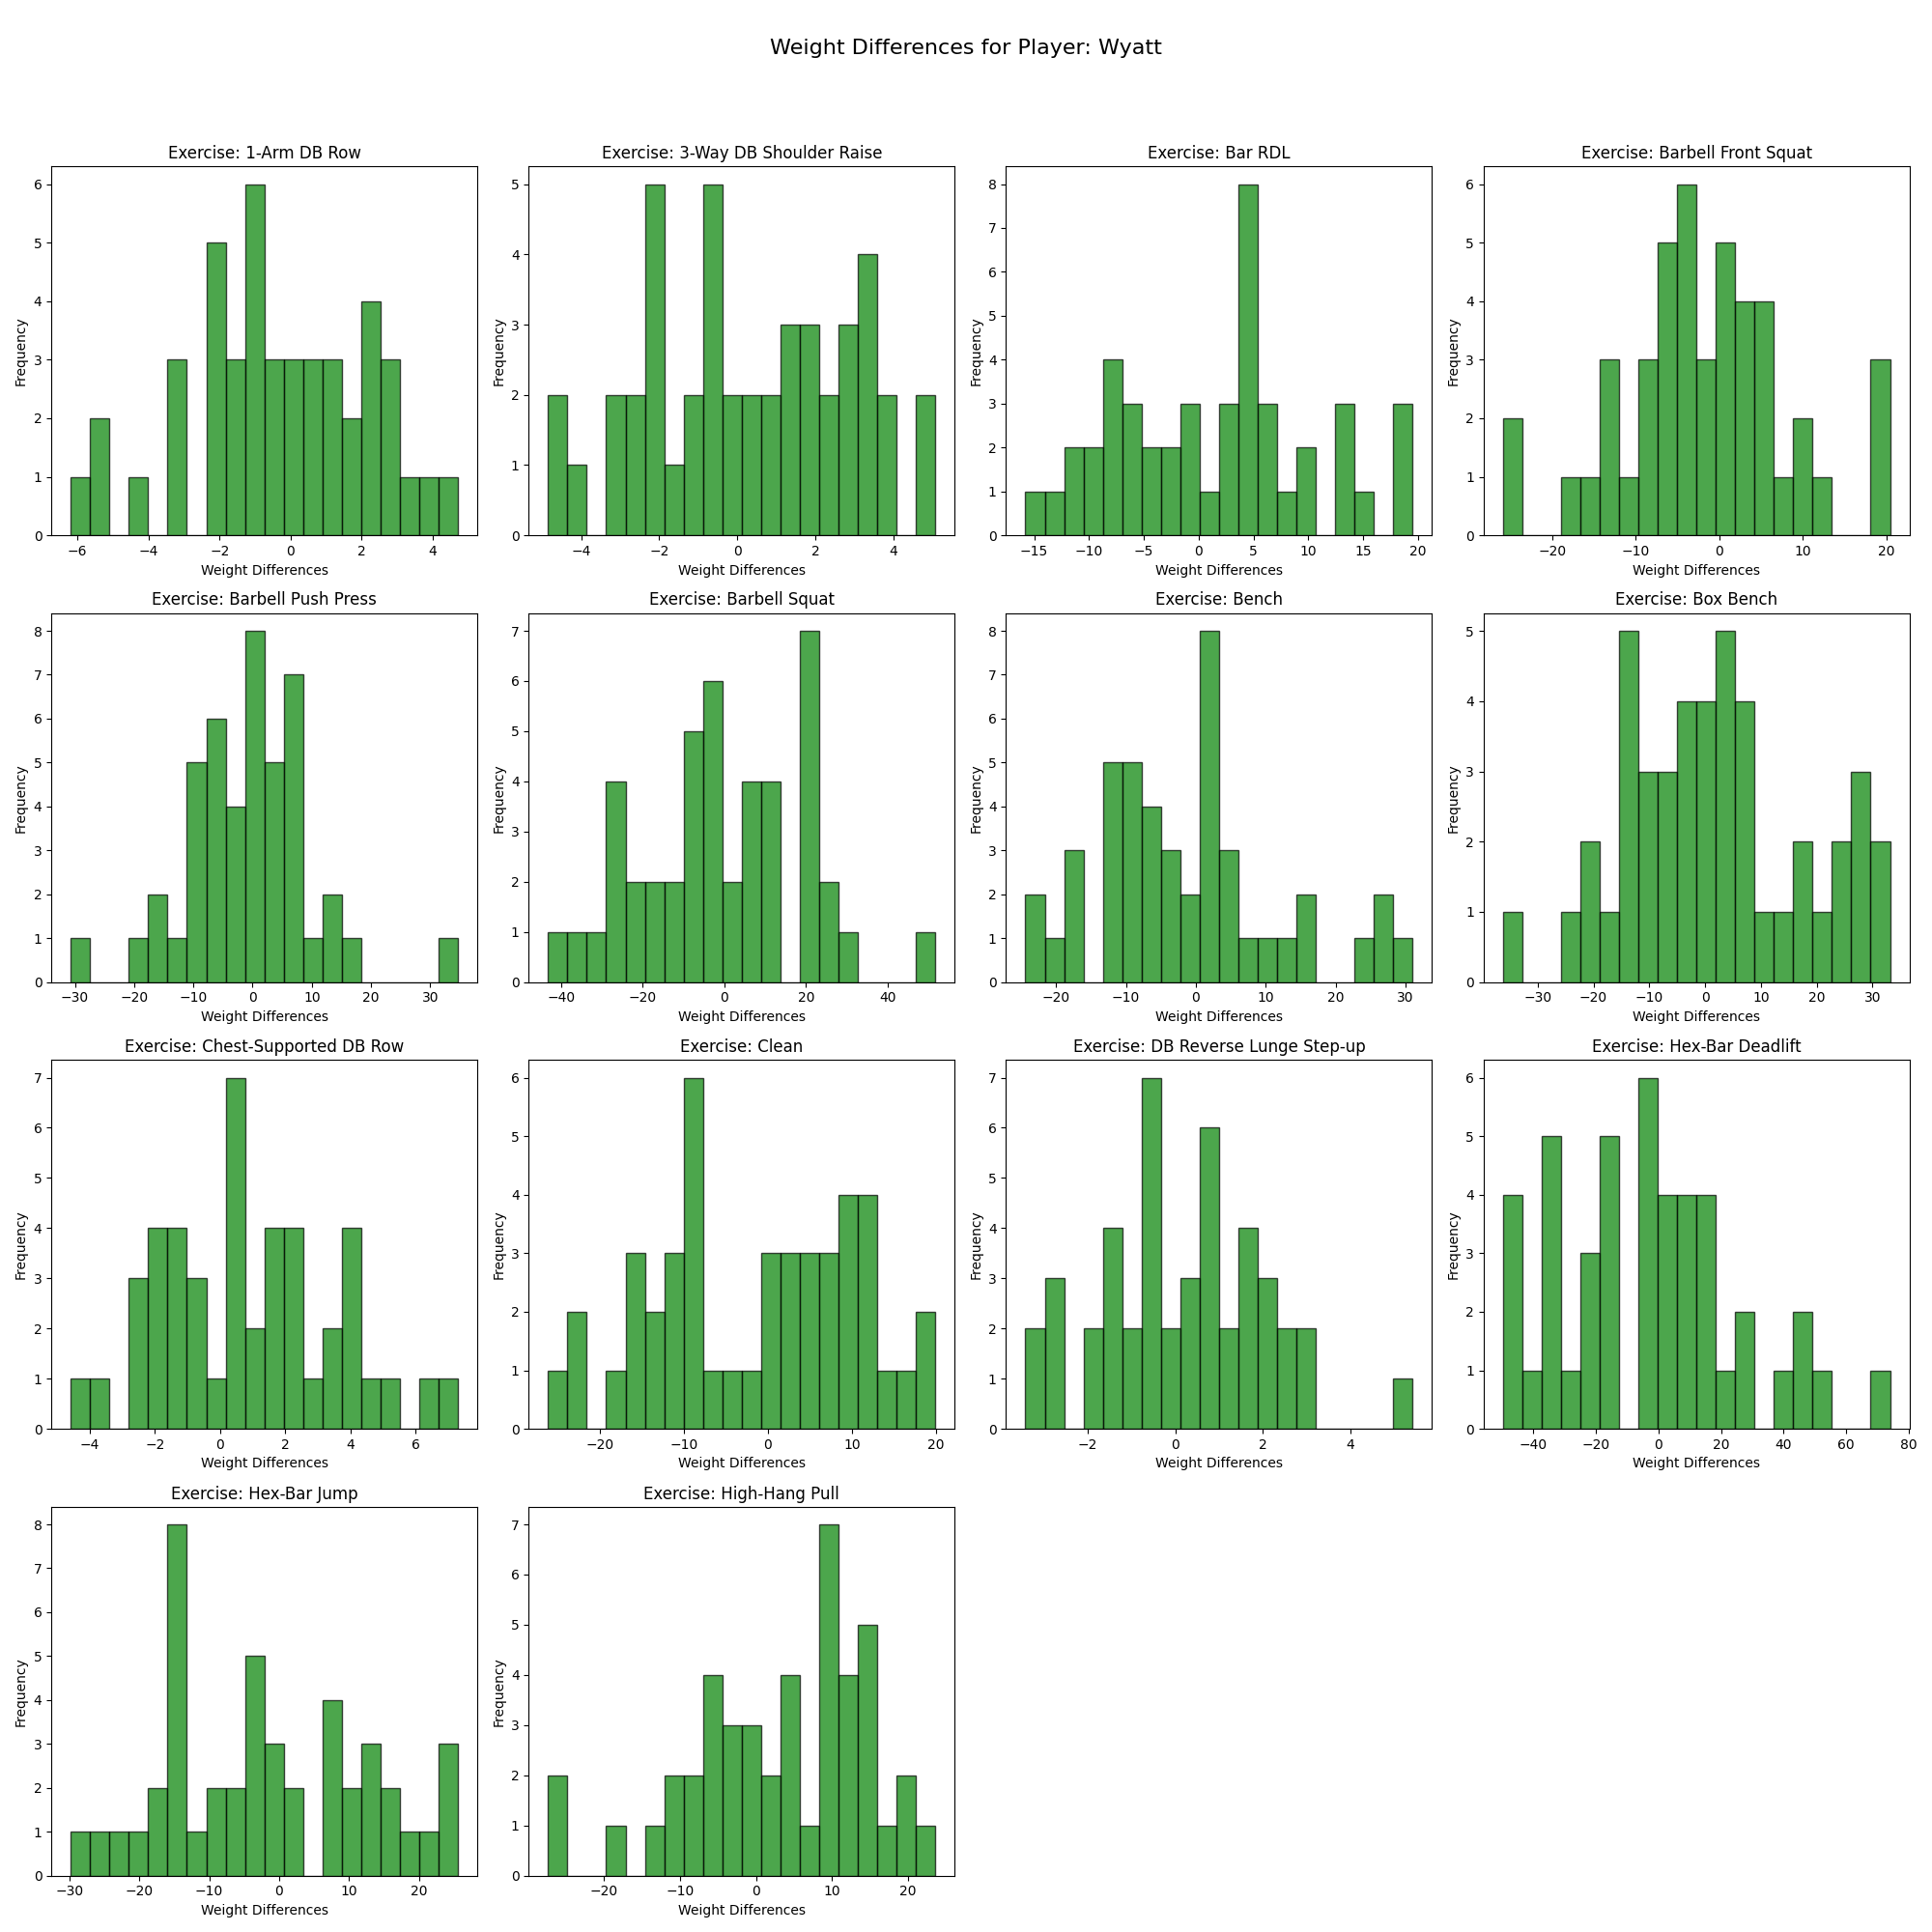 Weight Differences for Player: Wyatt
Exercise: 1-Arm DB Row
Frequency
6
5
4
3
2
1
0
−6 −4 −2 0 2 4
Weight Differences
Exercise: 3-Way DB Shoulder Raise
Frequency
5
4
3
2
1
0
−4 −2 0 2 4
Weight Differences
Exercise: Bar RDL
Frequency
8
7
6
5
4
3
2
1
0
−15 −10 −5 0 5 10 15 20
Weight Differences
Exercise: Barbell Front Squat
Frequency
6
5
4
3
2
1
0
−20 −10 0 10 20
Weight Differences
Exercise: Barbell Push Press
Frequency
8
7
6
5
4
3
2
1
0
−30 −20 −10 0 10 20 30
Weight Differences
Exercise: Barbell Squat
Frequency
7
6
5
4
3
2
1
0
−40 −20 0 20 40
Weight Differences
Exercise: Bench
Frequency
8
7
6
5
4
3
2
1
0
−20 −10 0 10 20 30
Weight Differences
Exercise: Box Bench
Frequency
5
4
3
2
1
0
−30 −20 −10 0 10 20 30
Weight Differences
Exercise: Chest-Supported DB Row
Frequency
7
6
5
4
3
2
1
0
−4 −2 0 2 4 6
Weight Differences
Exercise: Clean
Frequency
6
5
4
3
2
1
0
−20 −10 0 10 20
Weight Differences
Exercise: DB Reverse Lunge Step-up
Frequency
7
6
5
4
3
2
1
0
−2 0 2 4
Weight Differences
Exercise: Hex-Bar Deadlift
Frequency
6
5
4
3
2
1
0
−40 −20 0 20 40 60 80
Weight Differences
Exercise: Hex-Bar Jump
Frequency
8
7
6
5
4
3
2
1
0
−30 −20 −10 0 10 20
Weight Differences
Exercise: High-Hang Pull
Frequency
7
6
5
4
3
2
1
0
−20 −10 0 10 20
Weight Differences